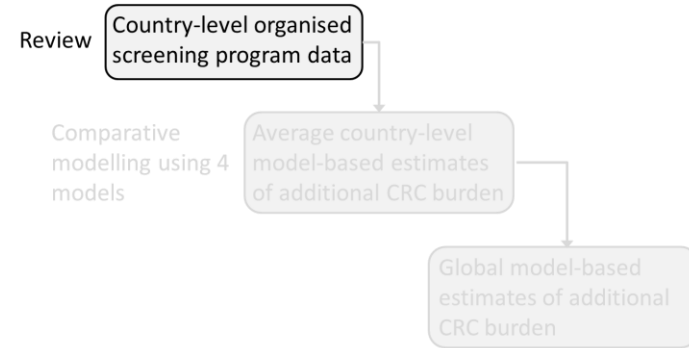 Review
Country-level organised
screening program data
Comparative
modelling using 4
models
Average country-level
model-based estimates
of additional CRC burden
Global model-based
estimates of additional
CRC burden